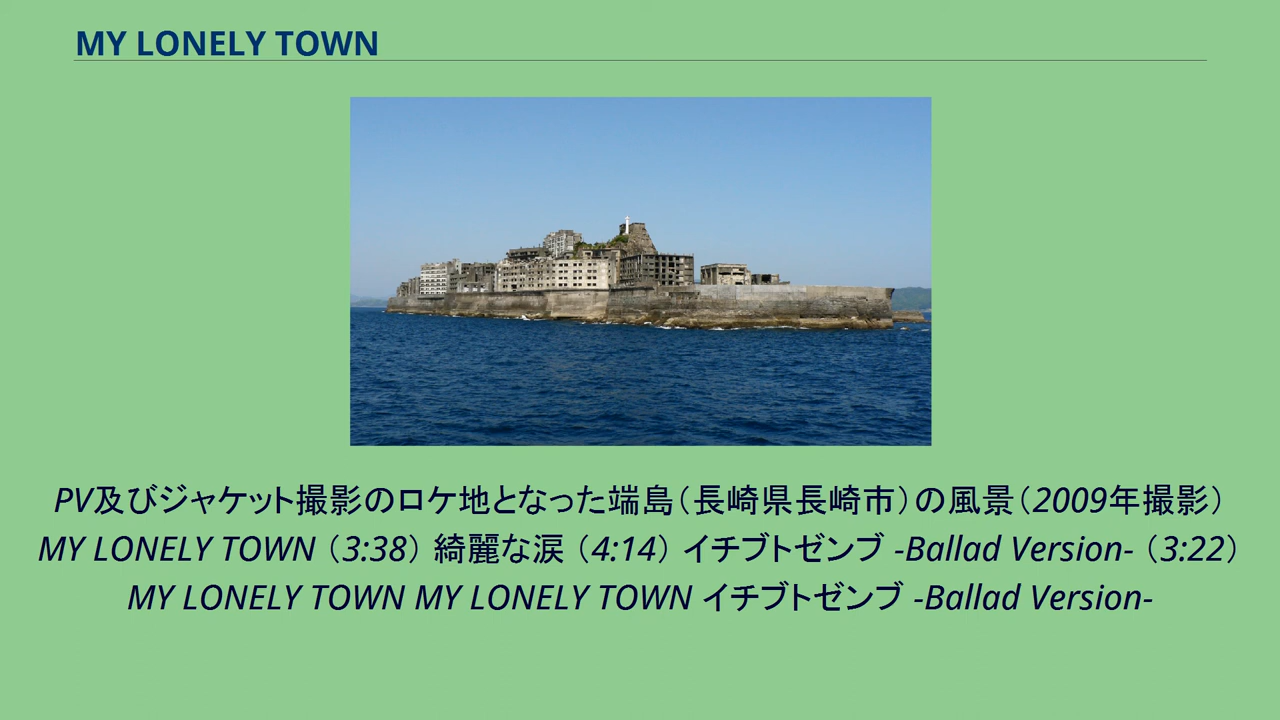 MY LONELY TOWN
PV及びジャケット撮影のロケ地となった端島（長崎県長崎市）の風景（2009年撮影）
MY LONELY TOWN （3:38） 綺麗な涙 （4:14） イチブトゼンブ -Ballad Version- （3:22）
MY LONELY TOWN MY LONELY TOWN イチブトゼンブ -Ballad Version-